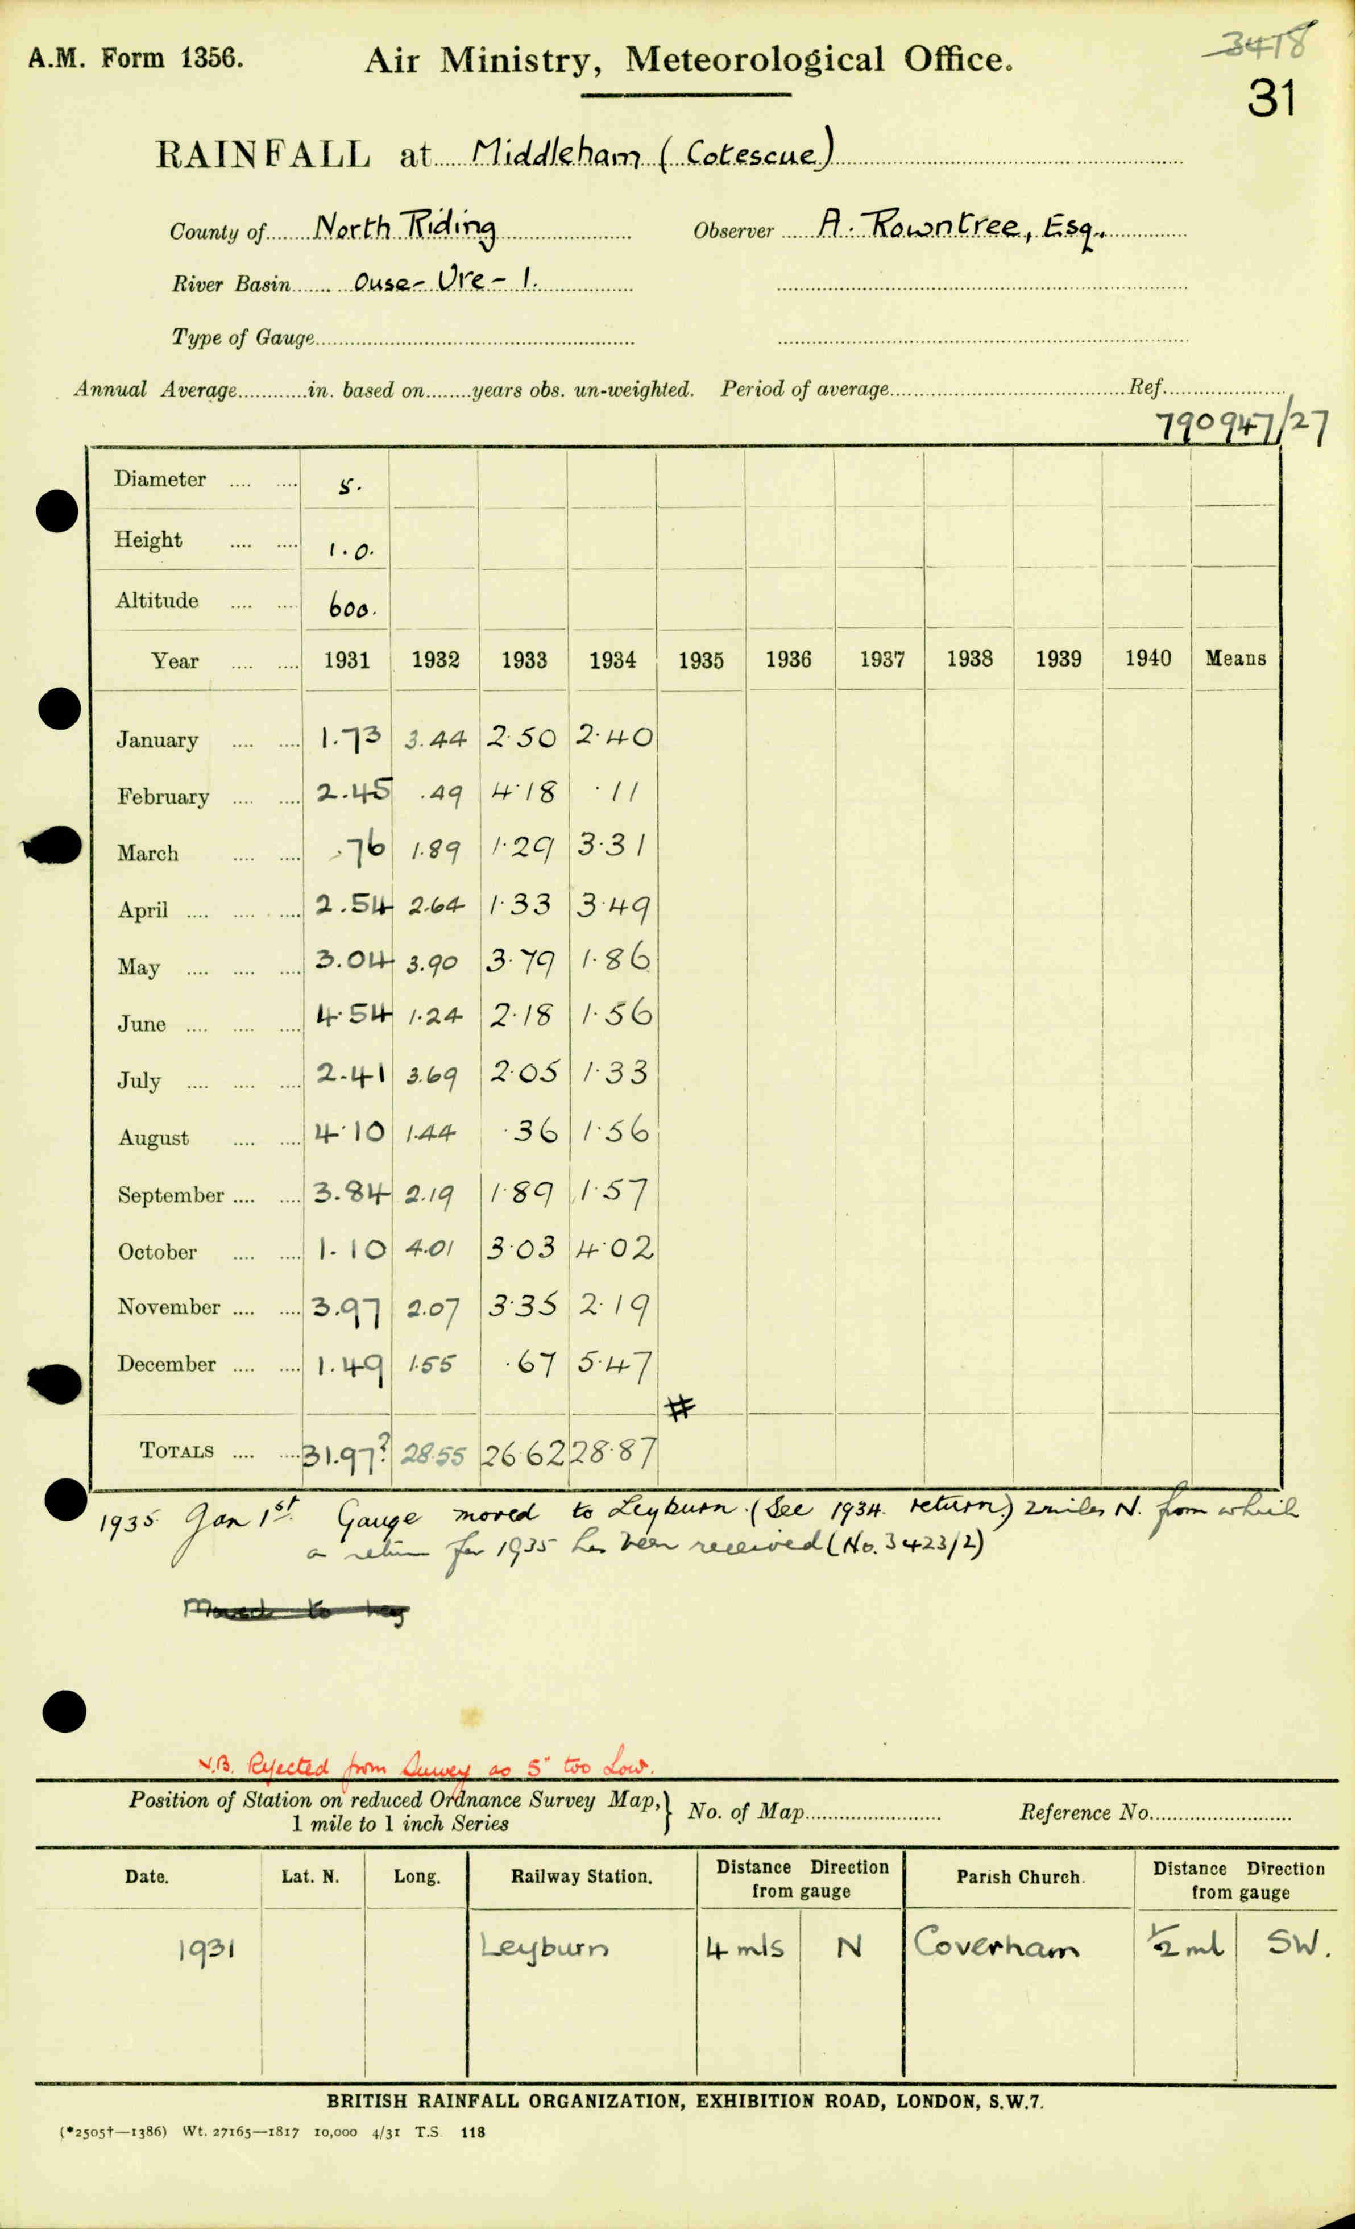 3418
A.M. Form 1356. Air Ministry, Meteorological Office.
31
RAINFALL at Middleham (Cotescue)
County of North Riding Observer A. Rowntree, Esq.
River Basin Ouse - Ure - 1.
Type of Gauge
Annual Average in. based on years obs. un-weighted. Period of average Ref.
790947/27
Diameter 5.
Height 1.0.
Altitude 600.
Year 1931 1932 1933 1934 1935 1936 1937 1938 1939 1940 Means
January 1.73 3.44 2.50 2.40
February 2.45 .49 4.18 .11
March .76 1.89 1.29 3.31
April 2.54 2.64 1.33 3.49
May 3.04 3.90 3.79 1.86
June 4.54 1.24 2.18 1.56
July 2.41 3.69 2.05 1.33
August 4.10 1.44 .36 1.56
September 3.84 2.19 1.89 1.57
October 1.10 4.01 3.03 4.02
November 3.97 2.07 3.35 2.19
December 1.49 1.55 .67 5.47
#
TOTALS 31.97? 28.55 26.62 28.87
1935 Jan 1st. Gauge moved to Leyburn. (See 1934 return) 2 miles N. from which
a return for 1935 has been received (No. 3423/2)
Moved to Ley
N.B. Rejected from Survey as 5" too Low.
Position of Station on reduced Ordnance Survey Map, } No. of Map Reference No.
1 mile to 1 inch Series
Date. Lat. N. Long. Railway Station. Distance Direction from gauge Parish Church. Distance Direction from gauge
1931 Leyburn 4 mls N Coverham ½ ml SW.
BRITISH RAINFALL ORGANIZATION, EXHIBITION ROAD, LONDON, S.W.7.
(*2505†—1386) Wt. 27165—1817 10,000 4/31 T.S. 118